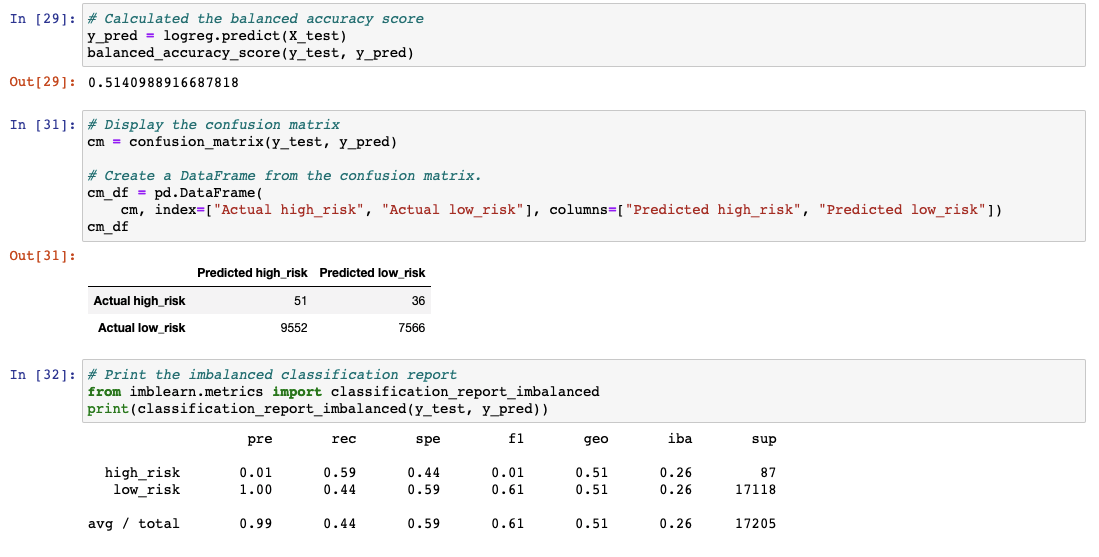 In [29]: # Calculated the balanced accuracy score
y_pred = logreg.predict(X_test)
balanced_accuracy_score(y_test, y_pred)
Out[29]: 0.5140988916687818
In [31]: # Display the confusion matrix
cm = confusion_matrix(y_test, y_pred)
# Create a DataFrame from the confusion matrix.
cm_df = pd.DataFrame(
cm, index=["Actual high_risk", "Actual low_risk"], columns=["Predicted high_risk", "Predicted low_risk"])
cm_df
Out[31]:
Predicted high_risk Predicted low_risk
Actual high_risk 51 36
Actual low_risk 9552 7566
In [32]: # Print the imbalanced classification report
from imblearn.metrics import classification_report_imbalanced
print(classification_report_imbalanced(y_test, y_pred))
pre rec spe f1 geo iba sup
high_risk 0.01 0.59 0.44 0.01 0.51 0.26 87
low_risk 1.00 0.44 0.59 0.61 0.51 0.26 17118
avg / total 0.99 0.44 0.59 0.61 0.51 0.26 17205